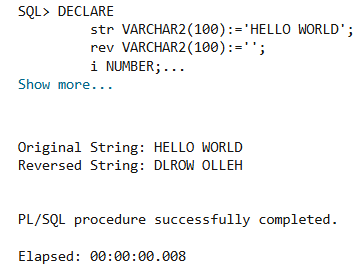 SQL> DECLARE
str VARCHAR2(100):='HELLO WORLD';
rev VARCHAR2(100):='';
i NUMBER;...
Show more...
Original String: HELLO WORLD
Reversed String: DLROW OLLEH
PL/SQL procedure successfully completed.
Elapsed: 00:00:00.008